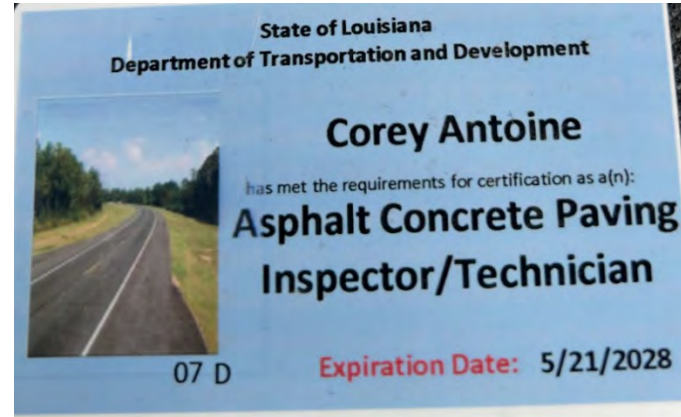 State of Louisiana
Department of Transportation and Development
Corey Antoine
has met the requirements for certification as a(n):
Asphalt Concrete Paving
Inspector/Technician
07 D
Expiration Date: 5/21/2028